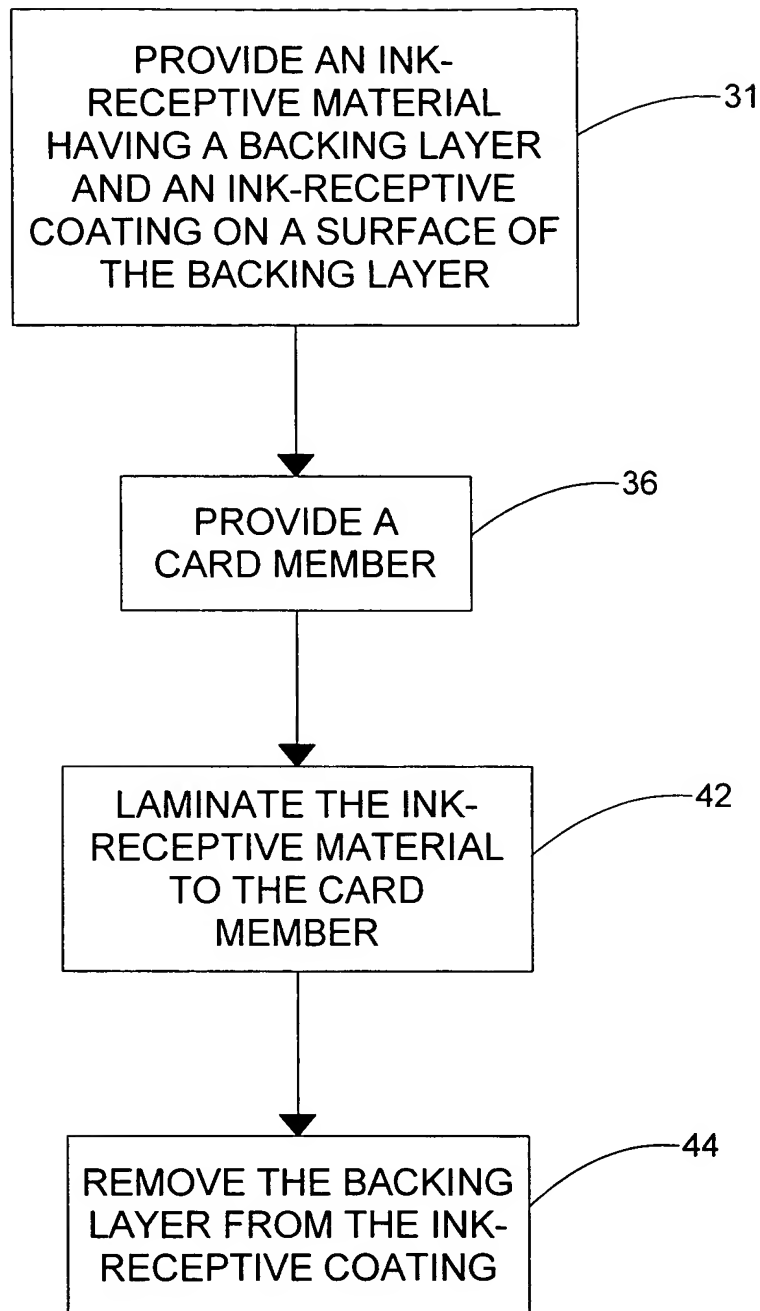 PROVIDE AN INK-
RECEPTIVE MATERIAL
HAVING A BACKING LAYER
AND AN INK-RECEPTIVE
COATING ON A SURFACE OF
THE BACKING LAYER
31
PROVIDE A
CARD MEMBER
36
LAMINATE THE INK-
RECEPTIVE MATERIAL
TO THE CARD
MEMBER
42
REMOVE THE BACKING
LAYER FROM THE INK-
RECEPTIVE COATING
44